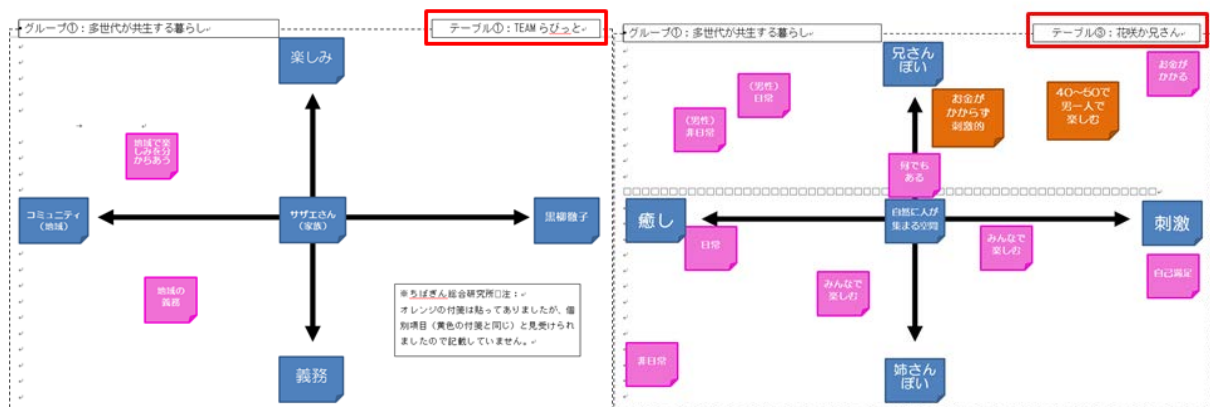 グループ①：多世代が共生する暮らし
テーブル①：TEAM らびっと
楽しみ
地域で楽
しみを分
からあう
コミュニティ
（地域）
サザエさん
（家族）
黒柳徹子
地域の
義務
※ちばぎん総合研究所□注：
オレンジの付箋は貼ってありましたが、個
別項目（黄色の付箋と同じ）と見受けられ
ましたので記載していません。
義務
グループ①：多世代が共生する暮らし
テーブル③：花咲か兄さん
兄さん
ぽい
お金が
かかる
（男性）
日常
（男性）
非日常
お金が
かからず
刺激的
40～50で
男一人で
楽しむ
何でも
ある
癒し
自然に人が
集まる空間
刺激
日常
みんなで
楽しむ
みんなで
楽しむ
自己満足
非日常
姉さん
ぽい